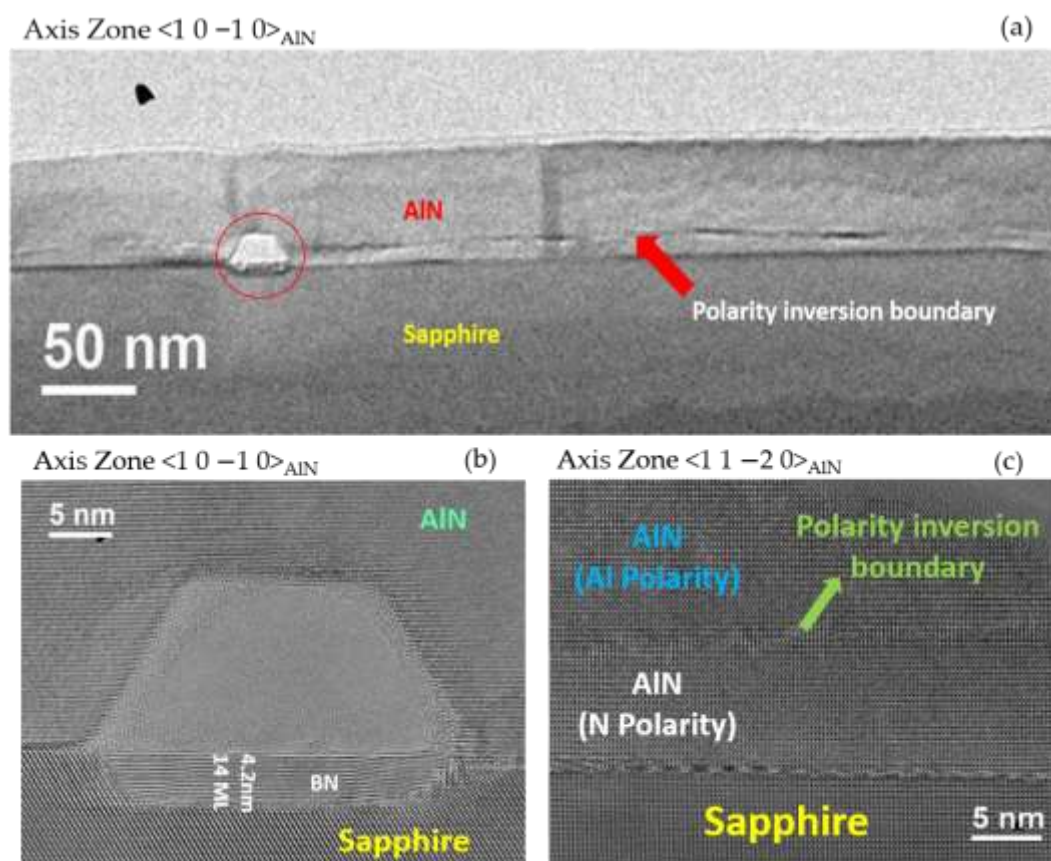 Axis Zone <1 0 −1 0>AlN
(a)
AlN
Polarity inversion boundary
Sapphire
50 nm
Axis Zone <1 0 −1 0>AlN
(b)
5 nm
AlN
4.2nm
14 ML
BN
Sapphire
Axis Zone <1 1 −2 0>AlN
(c)
AlN
(Al Polarity)
Polarity inversion
boundary
AlN
(N Polarity)
Sapphire
5 nm